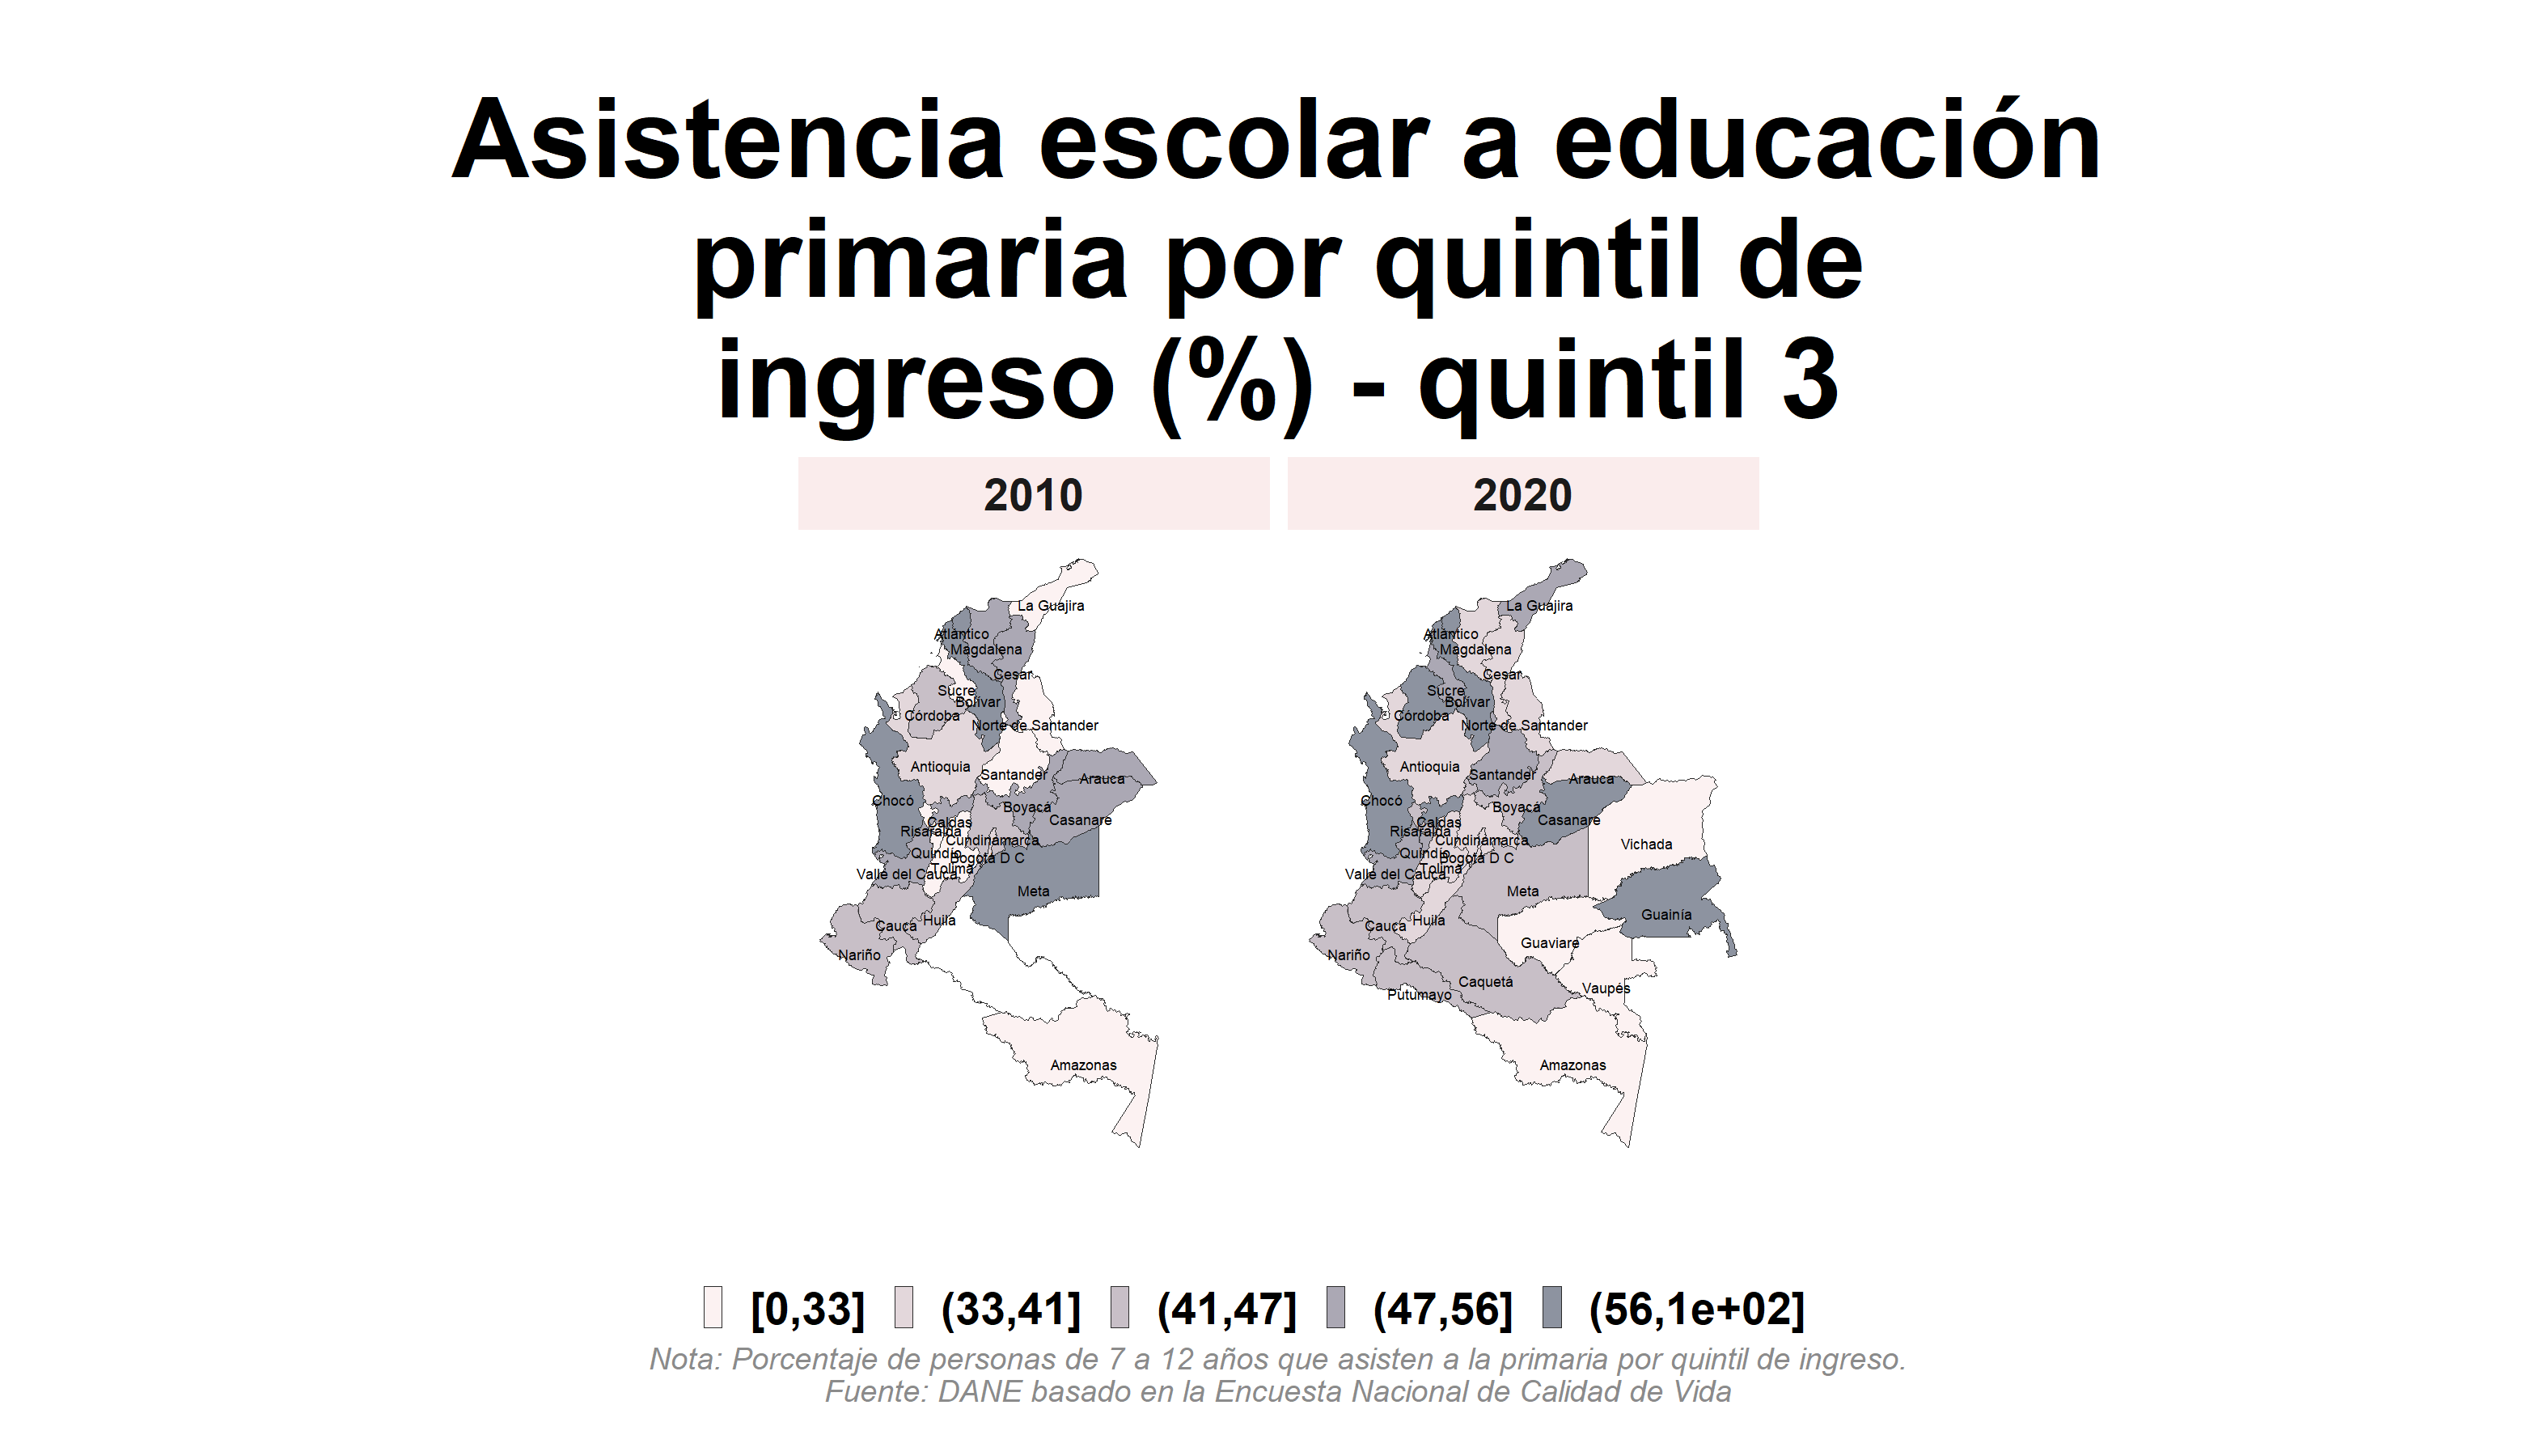 Asistencia escolar a educación
primaria por quintil de
ingreso (%) - quintil 3
2010
2020
La Guajira
Atlántico
Magdalena
Cesar
Sucre
Bolívar
Córdoba
Norte de Santander
Antioquia
Santander
Arauca
Chocó
Boyacá
Casanare
Caldas
Risaralda
Cundinamarca
Quindío
Bogotá D C
Tolima
Valle del Cauca
Meta
Huila
Cauca
Nariño
Amazonas
La Guajira
Atlántico
Magdalena
Cesar
Sucre
Bolívar
Córdoba
Norte de Santander
Antioquia
Santander
Arauca
Chocó
Boyacá
Casanare
Caldas
Risaralda
Cundinamarca
Vichada
Quindío
Bogotá D C
Tolima
Valle del Cauca
Meta
Guainía
Huila
Cauca
Guaviare
Nariño
Caquetá
Vaupés
Putumayo
Amazonas
[0,33] (33,41] (41,47] (47,56] (56,1e+02]
Nota: Porcentaje de personas de 7 a 12 años que asisten a la primaria por quintil de ingreso.
Fuente: DANE basado en la Encuesta Nacional de Calidad de Vida